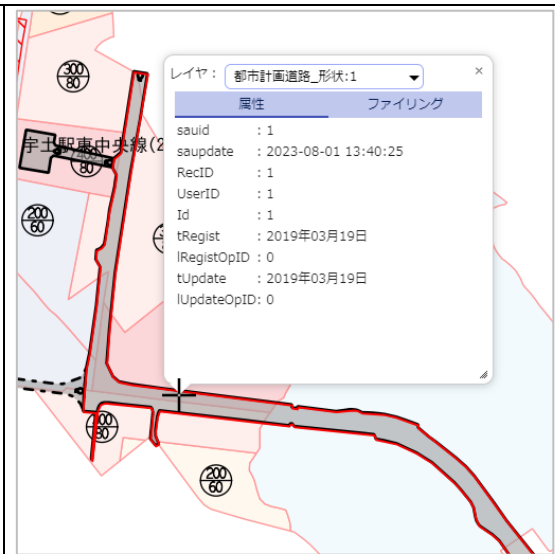 レイヤ： 都市計画道路_形状:1
×
属性 ファイリング
sauid : 1
saupdate : 2023-08-01 13:40:25
RecID : 1
UserID : 1
Id : 1
tRegist : 2019年03月19日
lRegistOpID : 0
tUpdate : 2019年03月19日
lUpdateOpID: 0
300
80
宇土駅東中央線(2
400
80
200
60
80
200
60